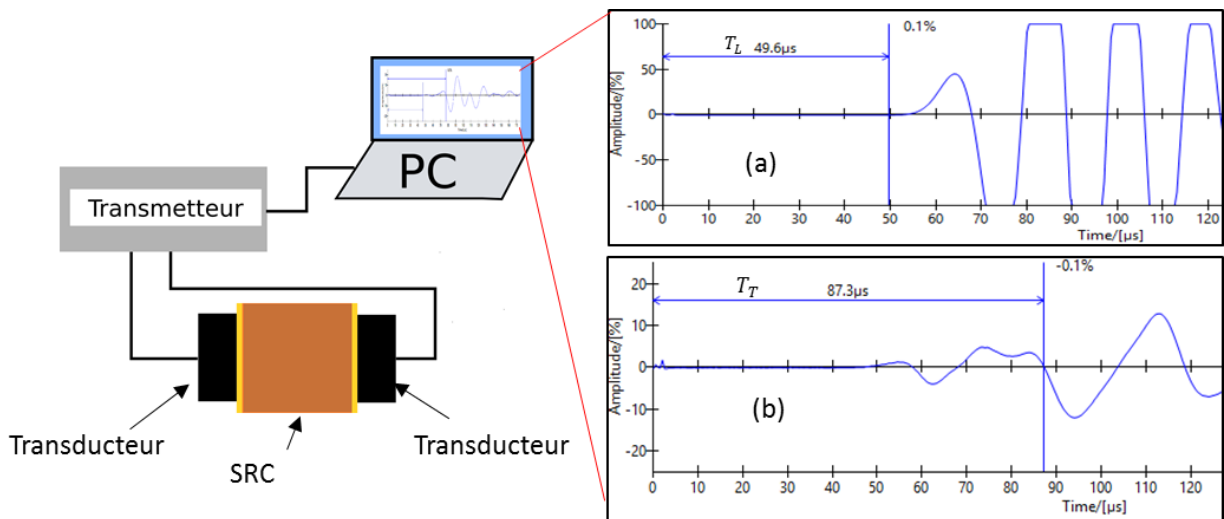 PC
Transmetteur
Transducteur
Transducteur
SRC
0.1%
T_L 49.6µs
100
50
0
-50
-100
Amplitude/[%]
(a)
0 10 20 30 40 50 60 70 80 90 100 110 120
Time/[µs]
-0.1%
T_T 87.3µs
20
10
0
-10
-20
Amplitude/[%]
(b)
0 10 20 30 40 50 60 70 80 90 100 110 120
Time/[µs]